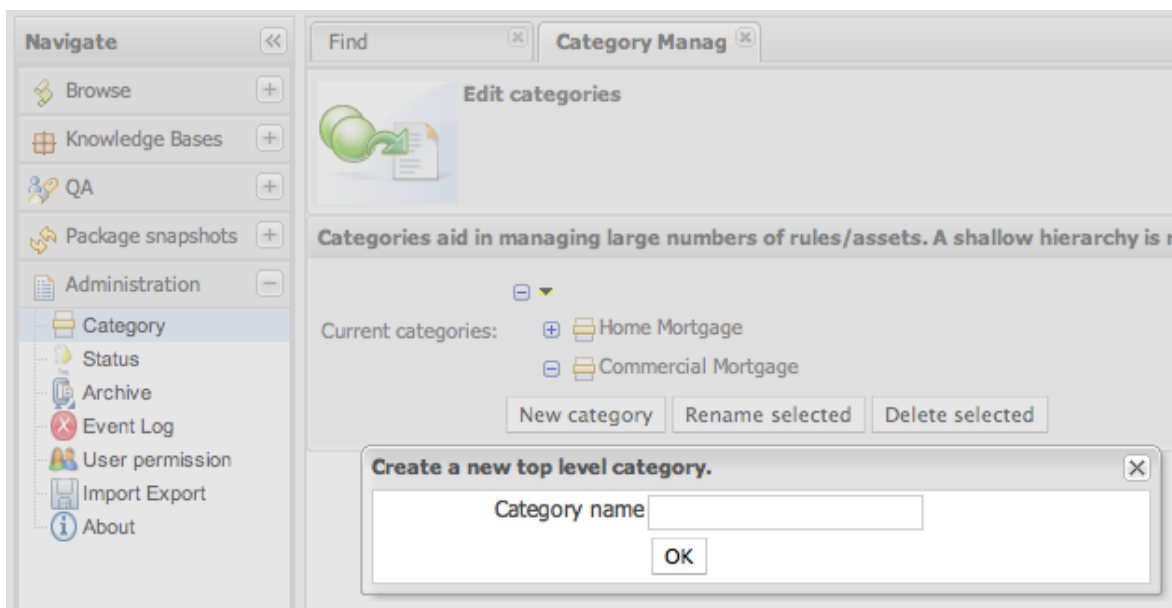 Navigate
Browse
Knowledge Bases
QA
Package snapshots
Administration
Category
Status
Archive
Event Log
User permission
Import Export
About
Find
Category Manag
Edit categories
Categories aid in managing large numbers of rules/assets. A shallow hierarchy is
Current categories:
Home Mortgage
Commercial Mortgage
New category Rename selected Delete selected
Create a new top level category.
Category name
OK